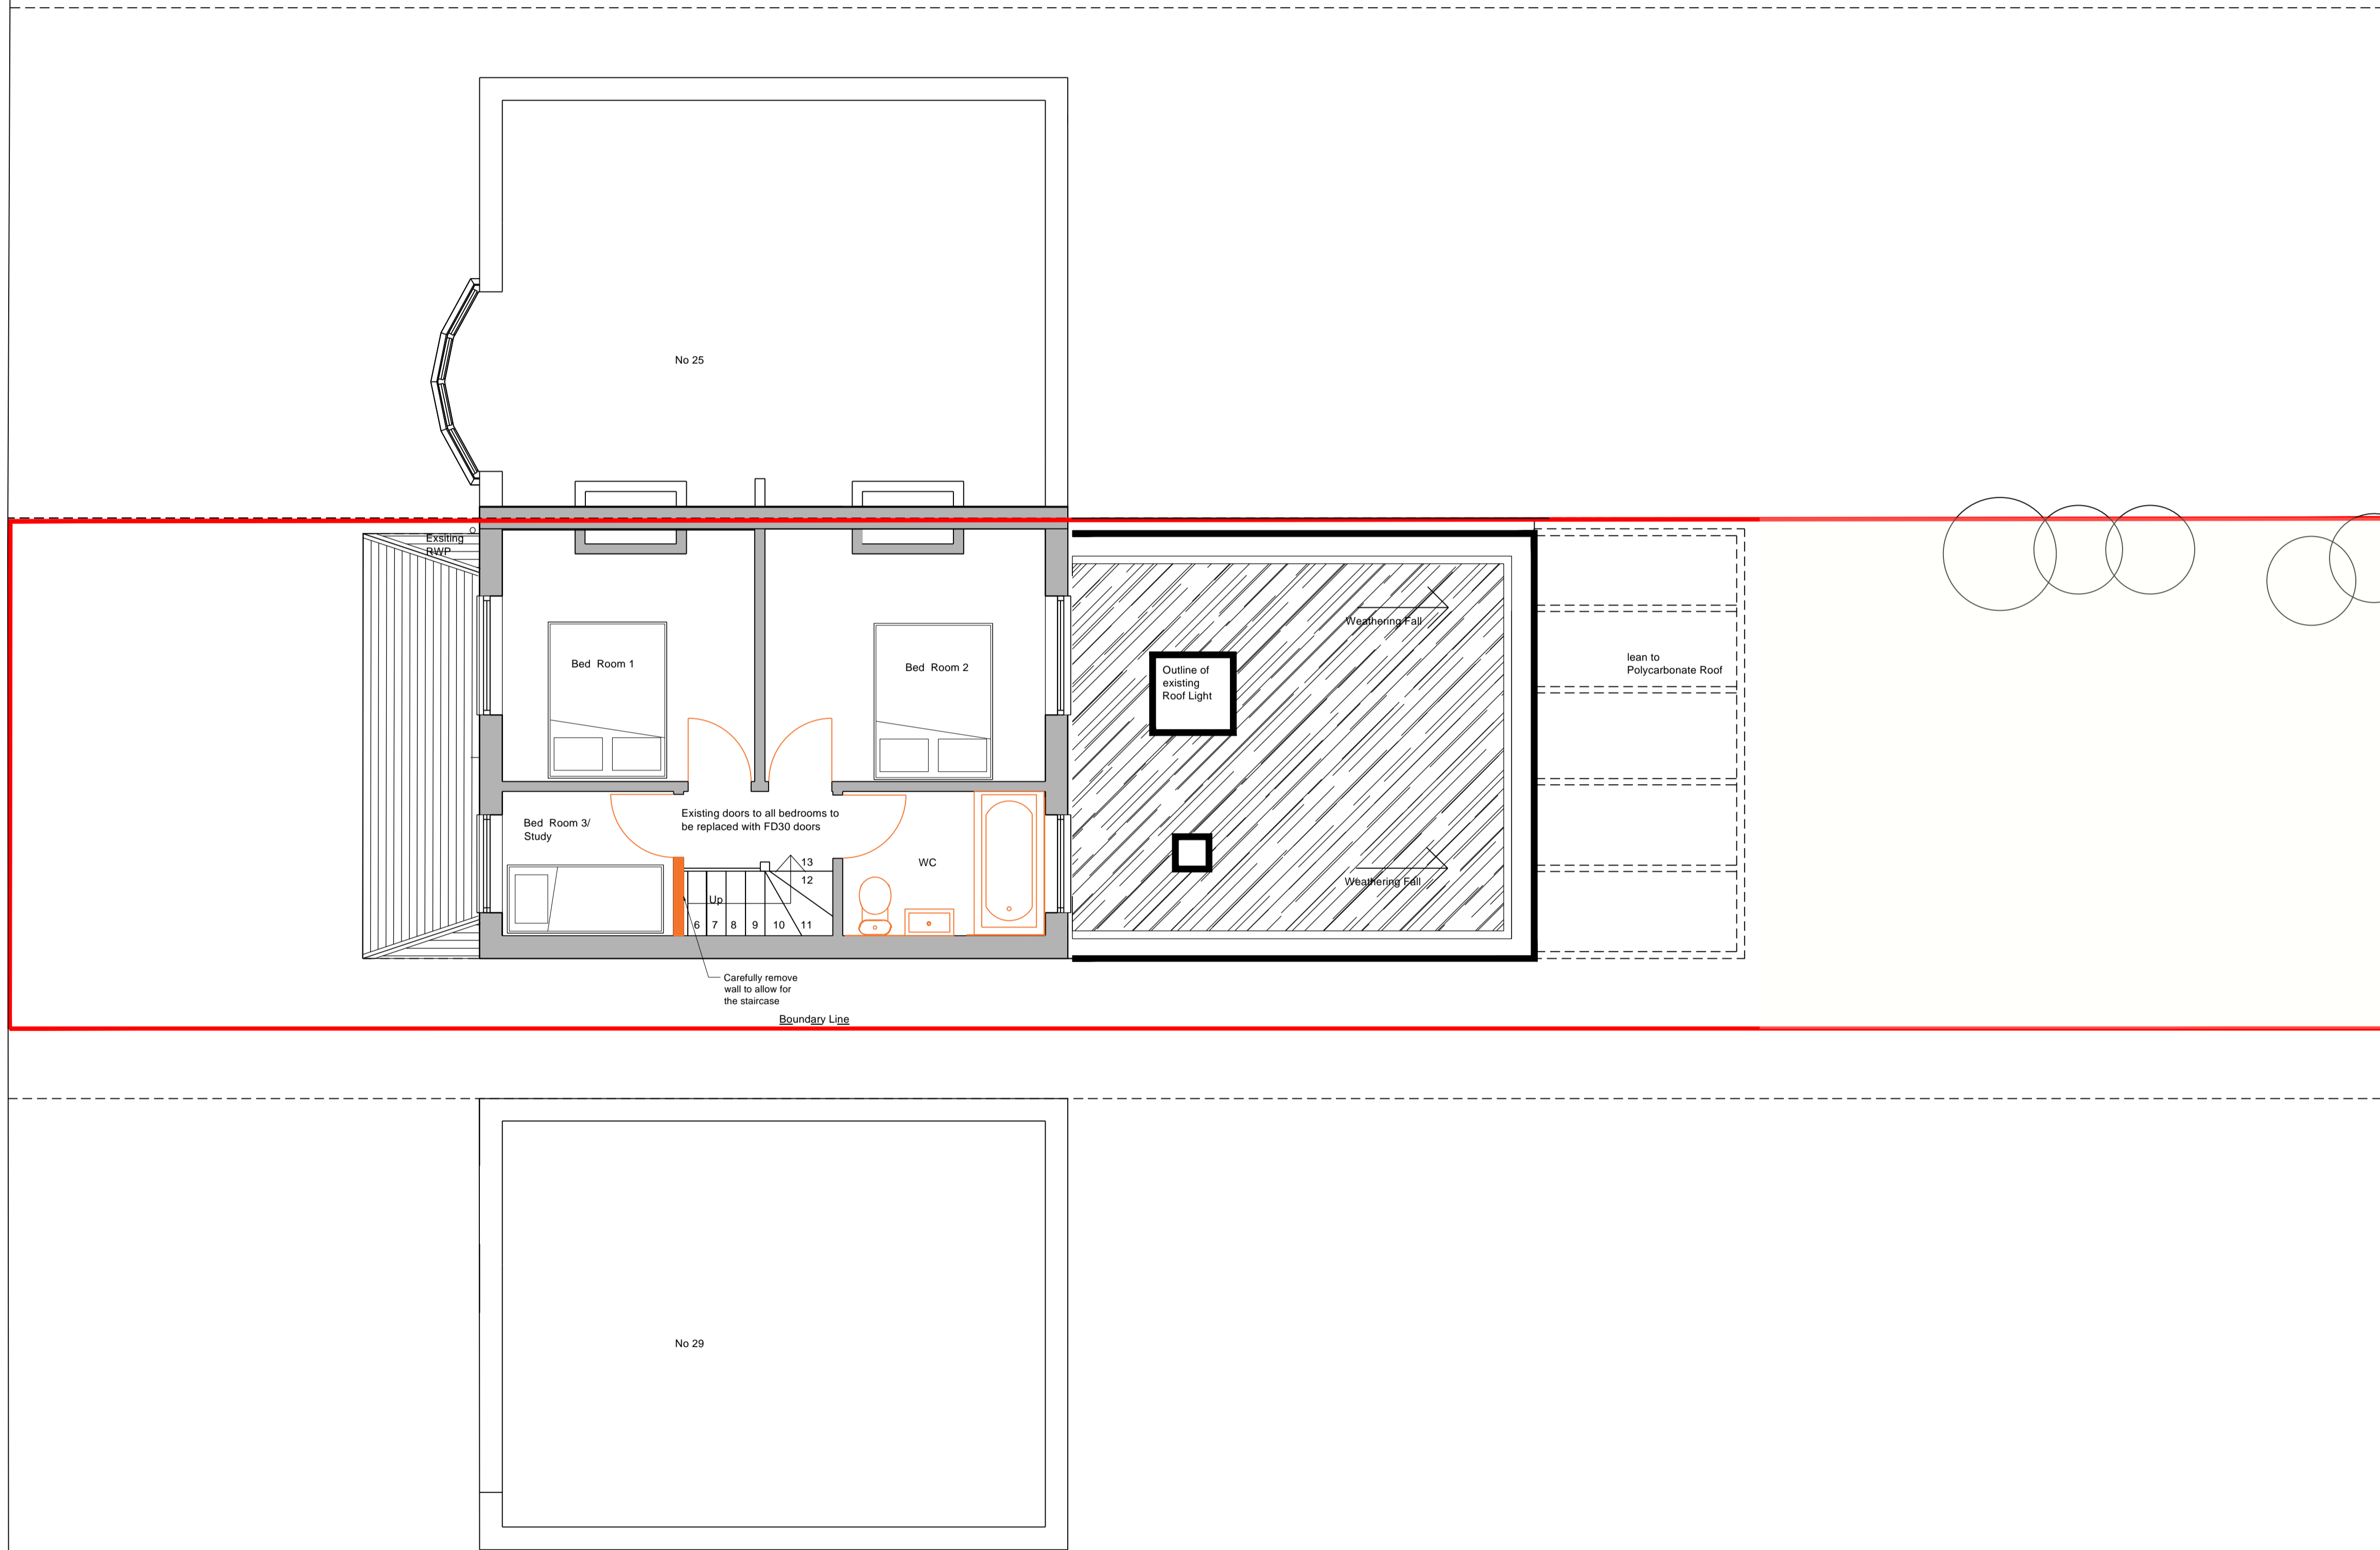 No 25
Exsiting
RWP
Weathering Fall
Bed Room 1
Bed Room 2
Outline of
existing
Roof Light
lean to
Polycarbonate Roof
Bed Room 3/
Study
Existing doors to all bedrooms to
be replaced with FD30 doors
WC
13
12
Up
6 7 8 9 10 11
Weathering Fall
Carefully remove
wall to allow for
the staircase
Boundary Line
No 29